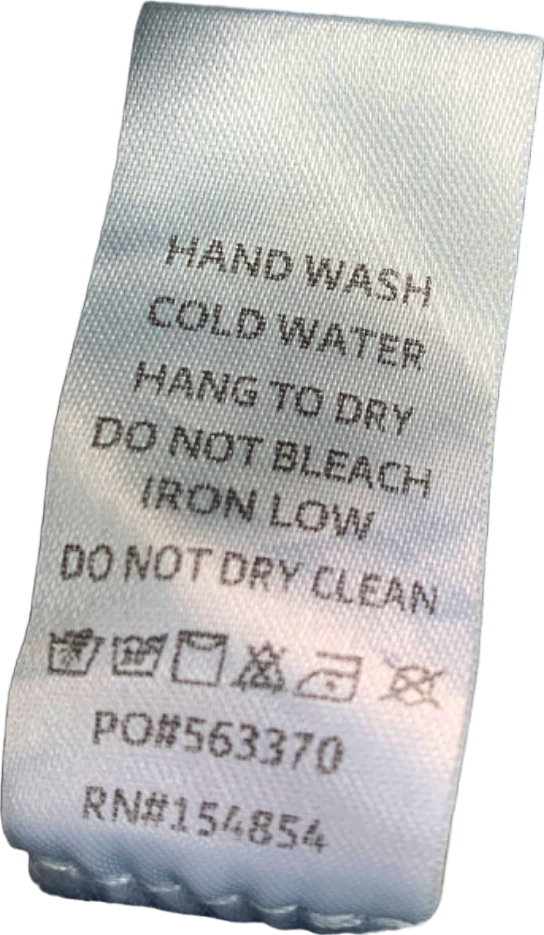 HAND WASH
COLD WATER
HANG TO DRY
DO NOT BLEACH
IRON LOW
DO NOT DRY CLEAN
PO#563370
RN#154854